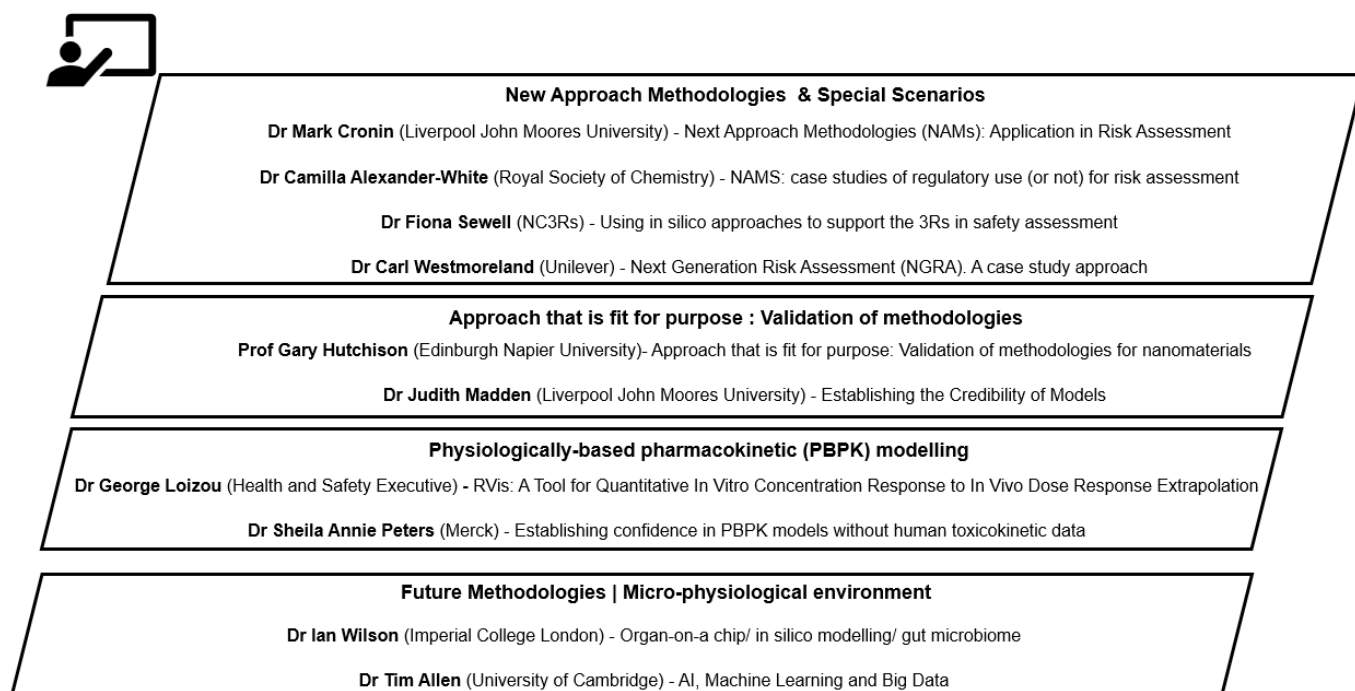 New Approach Methodologies & Special Scenarios
Dr Mark Cronin (Liverpool John Moores University) - Next Approach Methodologies (NAMs): Application in Risk Assessment
Dr Camilla Alexander-White (Royal Society of Chemistry) - NAMS: case studies of regulatory use (or not) for risk assessment
Dr Fiona Sewell (NC3Rs) - Using in silico approaches to support the 3Rs in safety assessment
Dr Carl Westmoreland (Unilever) - Next Generation Risk Assessment (NGRA). A case study approach
Approach that is fit for purpose : Validation of methodologies
Prof Gary Hutchison (Edinburgh Napier University)- Approach that is fit for purpose: Validation of methodologies for nanomaterials
Dr Judith Madden (Liverpool John Moores University) - Establishing the Credibility of Models
Physiologically-based pharmacokinetic (PBPK) modelling
Dr George Loizou (Health and Safety Executive) - RVis: A Tool for Quantitative In Vitro Concentration Response to In Vivo Dose Response Extrapolation
Dr Sheila Annie Peters (Merck) - Establishing confidence in PBPK models without human toxicokinetic data
Future Methodologies | Micro-physiological environment
Dr Ian Wilson (Imperial College London) - Organ-on-a chip/ in silico modelling/ gut microbiome
Dr Tim Allen (University of Cambridge) - AI, Machine Learning and Big Data